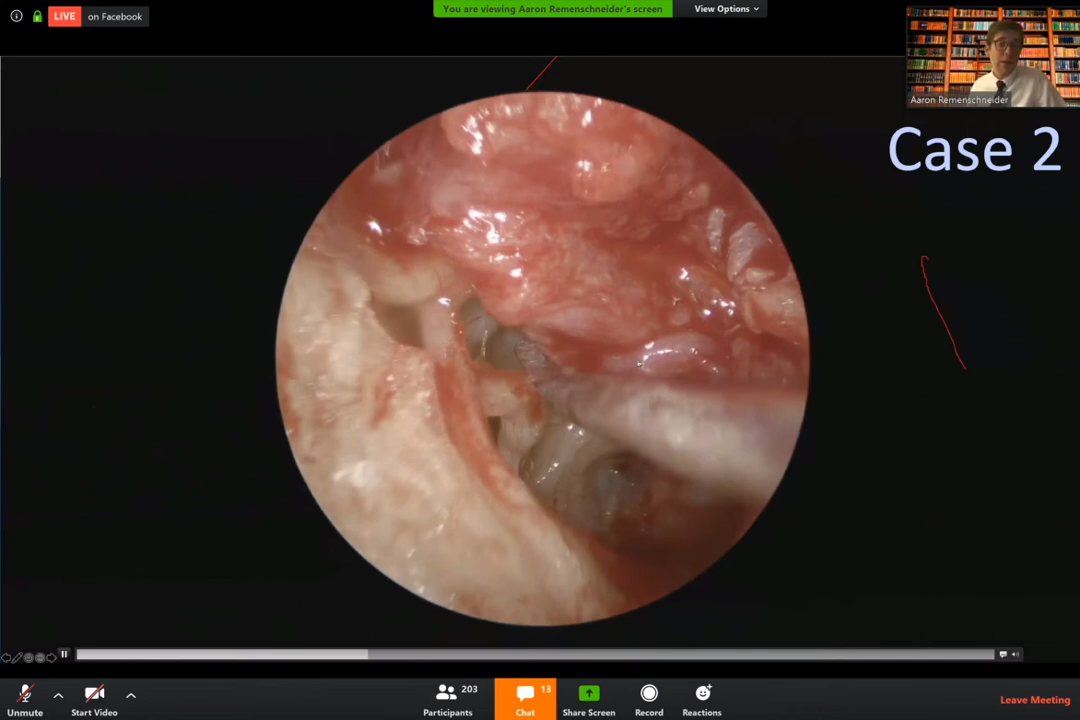 LIVE on Facebook
You are viewing Aaron Remenschneider's screen View Options
Aaron Remenschneider
Case 2
Unmute
Start Video
Participants 203
Chat 13
Share Screen
Record
Reactions
Leave Meeting